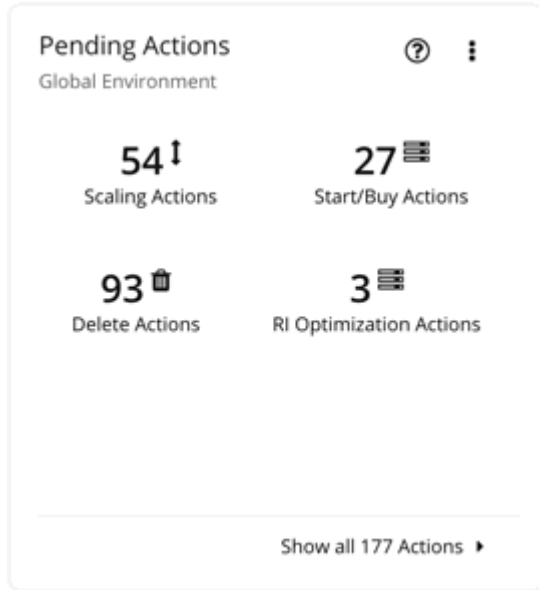 Pending Actions
Global Environment
54
Scaling Actions
27
Start/Buy Actions
93
Delete Actions
3
RI Optimization Actions
Show all 177 Actions